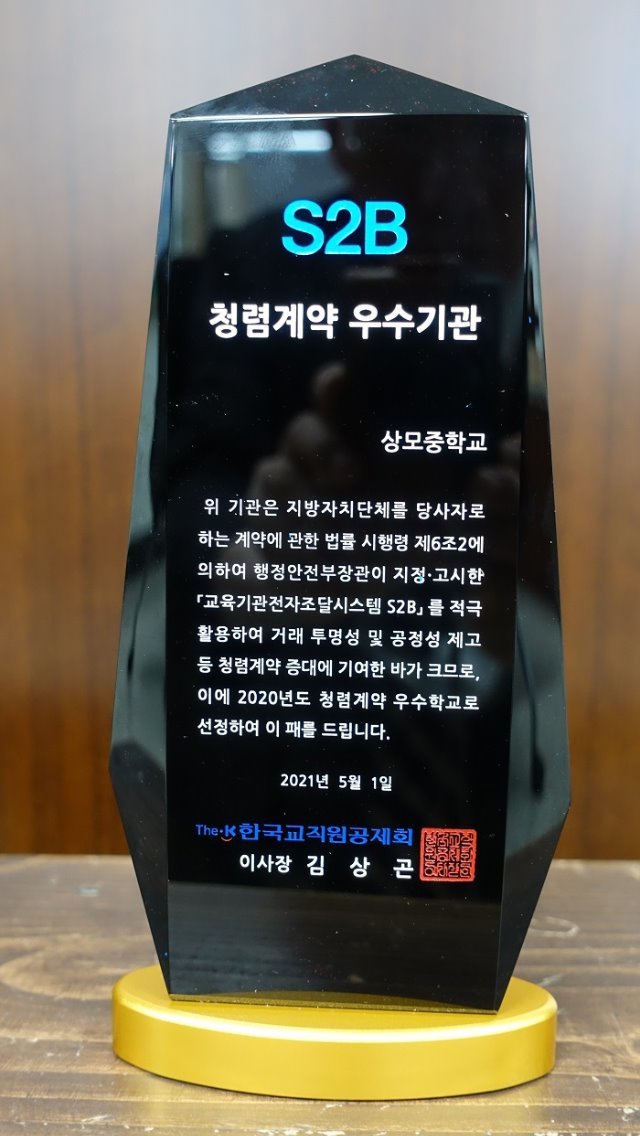 S2B
청렴계약 우수기관
상모중학교
위 기관은 지방자치단체를 당사자로
하는 계약에 관한 법률 시행령 제6조2에
의하여 행정안전부장관이 지정·고시한
「교육기관전자조달시스템 S2B」를 적극
활용하여 거래 투명성 및 공정성 제고
등 청렴계약 증대에 기여한 바가 크므로,
이에 2020년도 청렴계약 우수학교로
선정하여 이 패를 드립니다.
2021년 5월 1일
The·K한국교직원공제회
이사장 김 상 곤